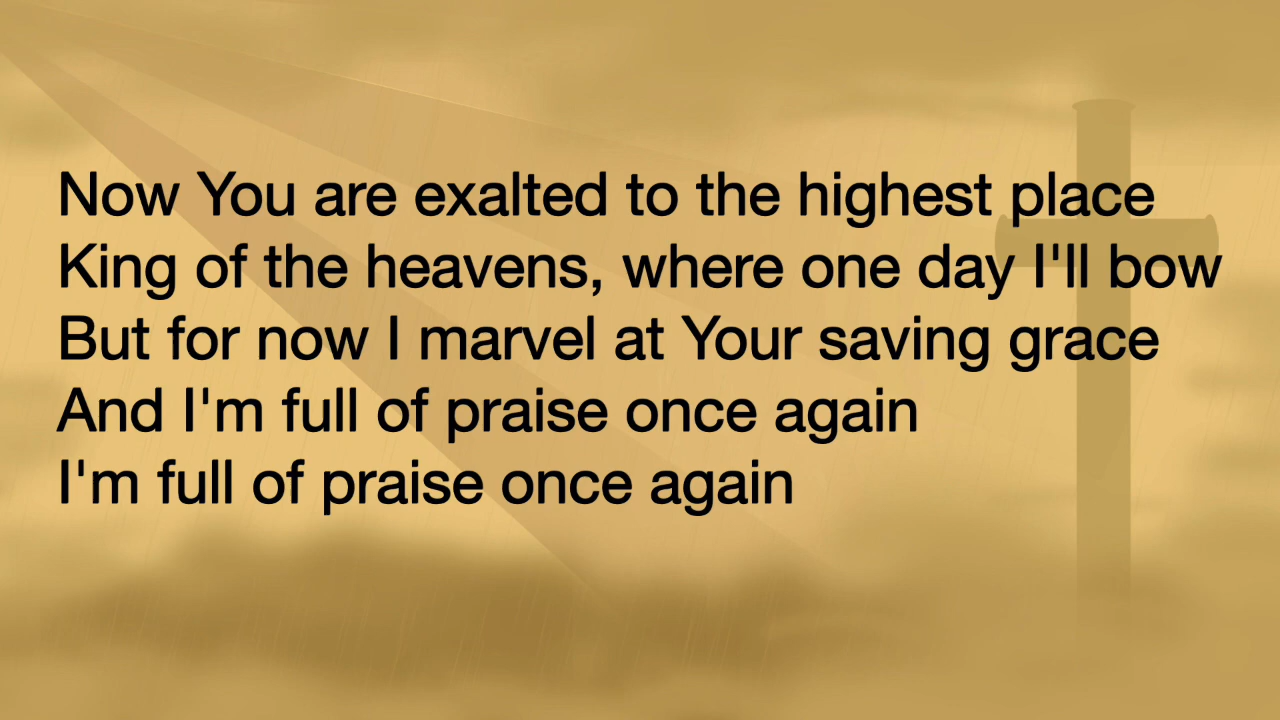 Now You are exalted to the highest place
King of the heavens, where one day I'll bow
But for now I marvel at Your saving grace
And I'm full of praise once again
I'm full of praise once again